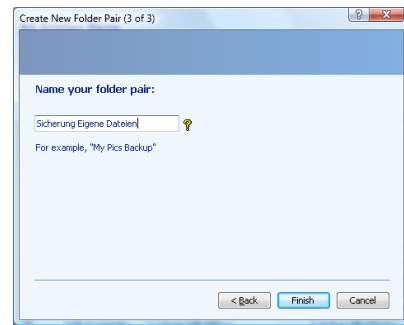 Create New Folder Pair (3 of 3)
Name your folder pair:
Sicherung Eigene Dateien
For example, "My Pics Backup"
< Back
Finish
Cancel